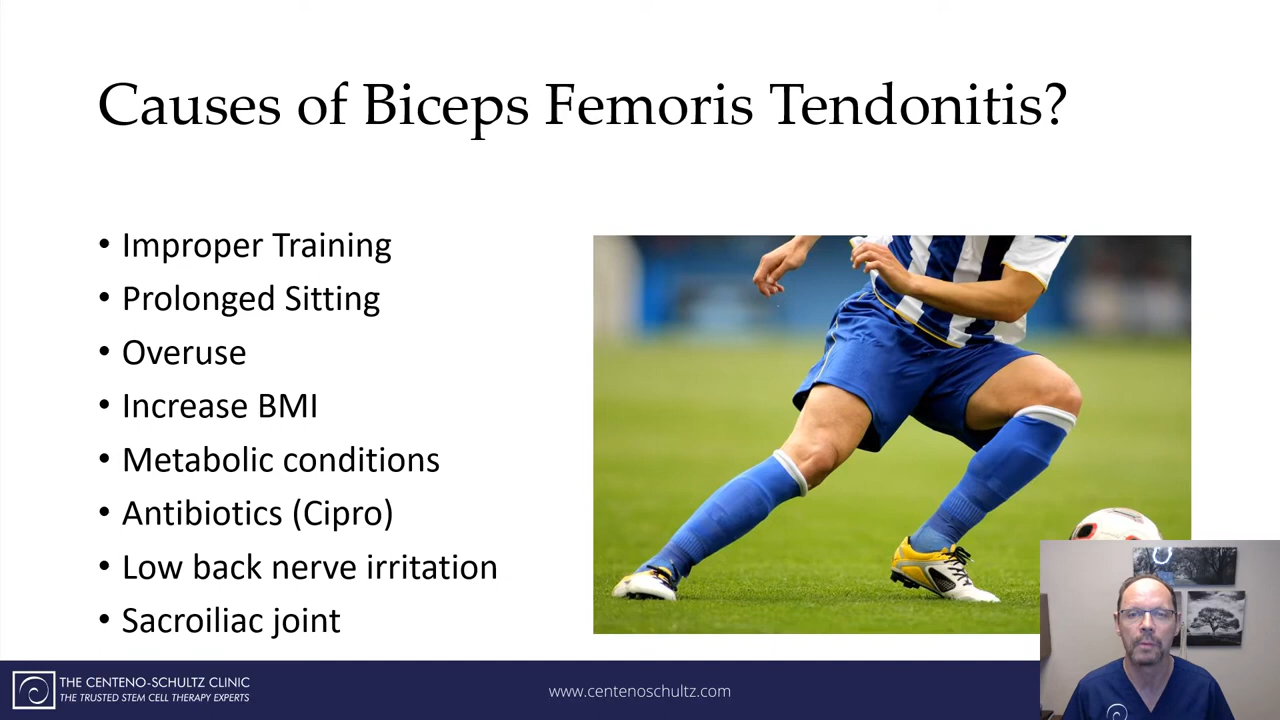 Causes of Biceps Femoris Tendonitis?
• Improper Training
• Prolonged Sitting
• Overuse
• Increase BMI
• Metabolic conditions
• Antibiotics (Cipro)
• Low back nerve irritation
• Sacroiliac joint
THE CENTENO-SCHULTZ CLINIC
THE TRUSTED STEM CELL THERAPY EXPERTS
www.centenoschultz.com